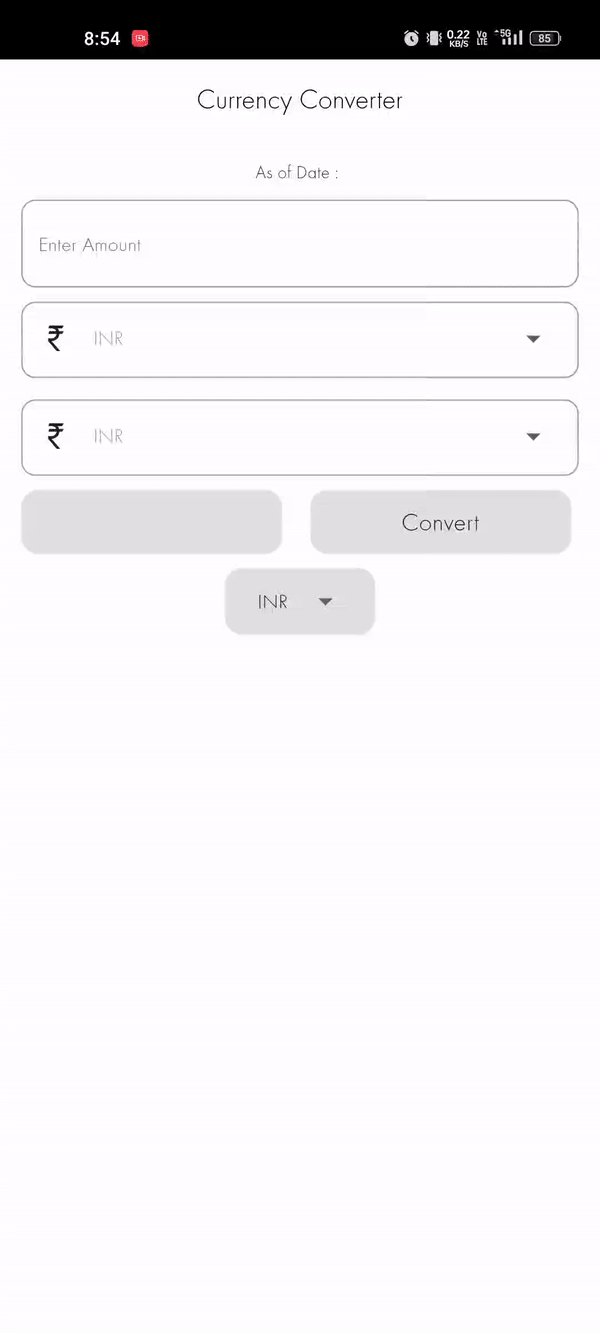 8:54 0.22 KB/S Vo LTE 5G 85
Currency Converter
As of Date :
Enter Amount
₹ INR
₹ INR
Convert
INR